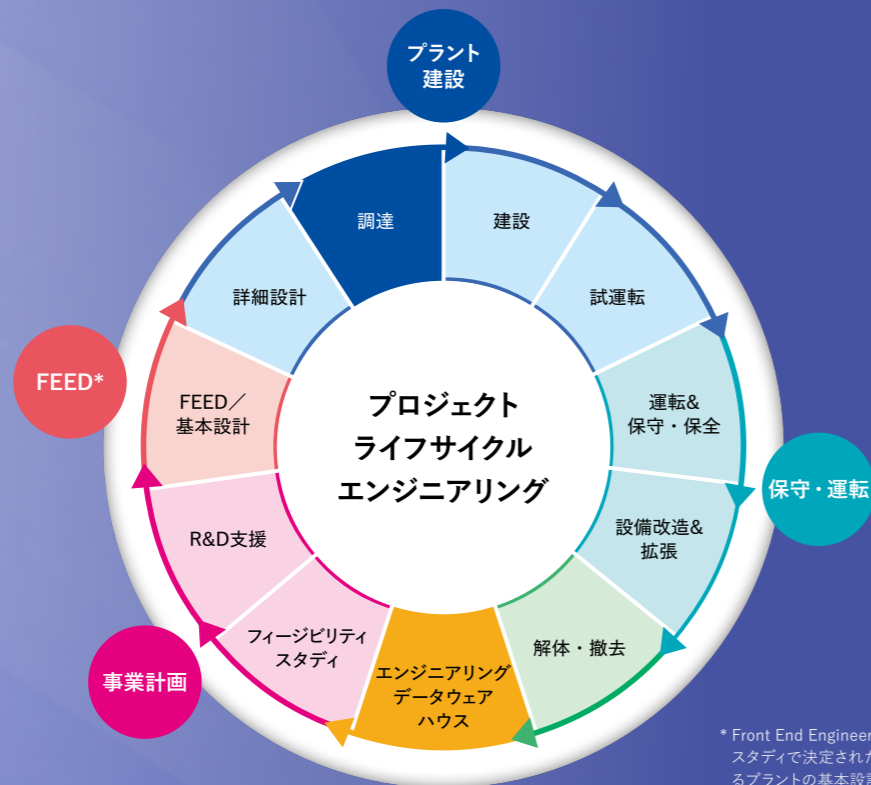 プラント
建設
調達
建設
詳細設計
試運転
FEED*
FEED／
基本設計
プロジェクト
ライフサイクル
エンジニアリング
運転&
保守・保全
保守・運転
R&D支援
設備改造&
拡張
フィージビリティ
スタディ
解体・撤去
事業計画
エンジニアリング
データウェア
ハウス
* Front End Engineer
スタディで決定された
るプラントの基本設計